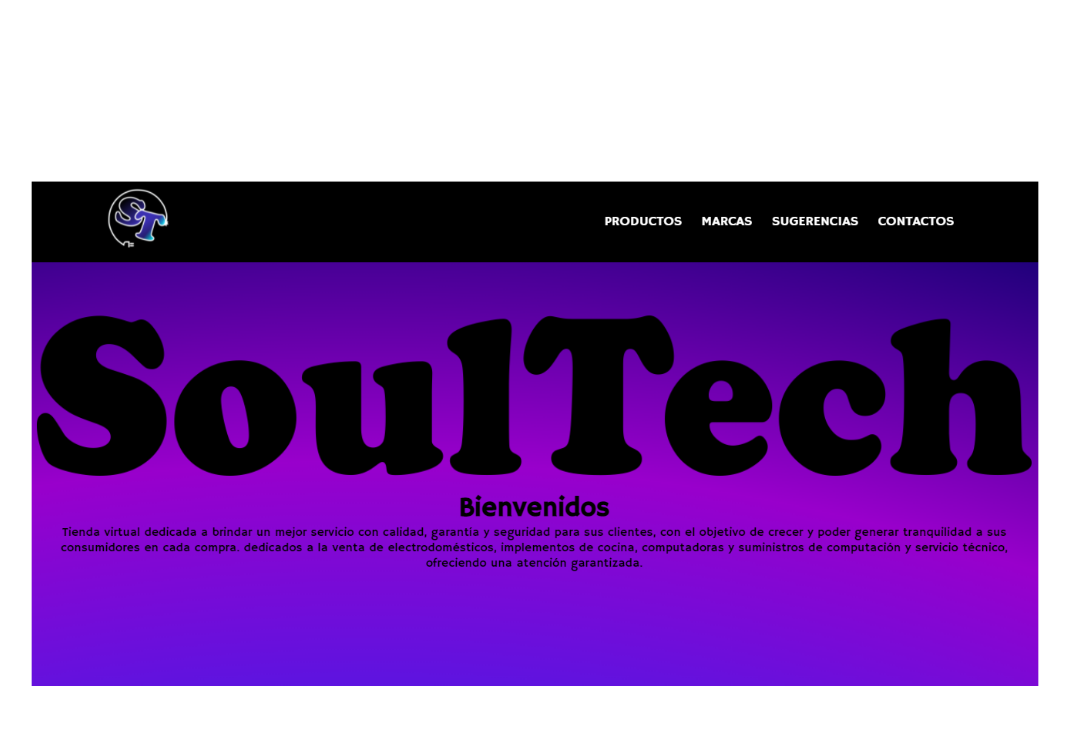 ST
PRODUCTOS MARCAS SUGERENCIAS CONTACTOS
SoulTech
Bienvenidos
Tienda virtual dedicada a brindar un mejor servicio con calidad, garantia y seguridad para sus clientes, con el objetivo de crecer y poder generar tranquilidad a sus
consumidores en cada compra. dedicados a la venta de electrodomésticos, implementos de cocina, computadoras y suministros de computación y servicio técnico,
ofreciendo una atención garantizada.